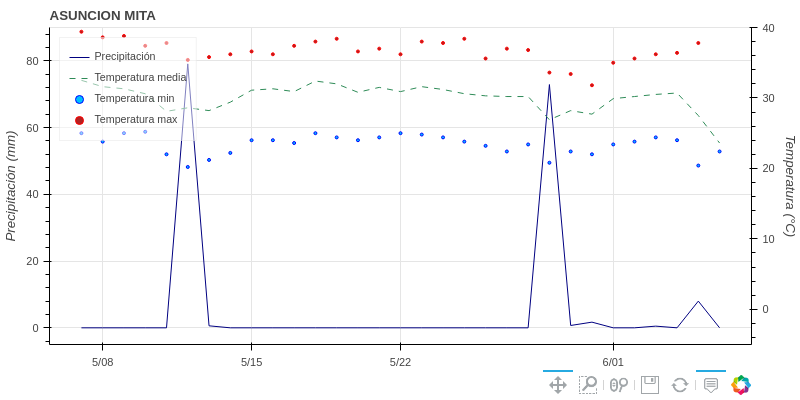 ASUNCION MITA
Precipitación
Temperatura media
Temperatura min
Temperatura max
Precipitación (mm)
80
60
40
20
0
40
30
20
10
0
Temperatura (°C)
5/08
5/15
5/22
6/01